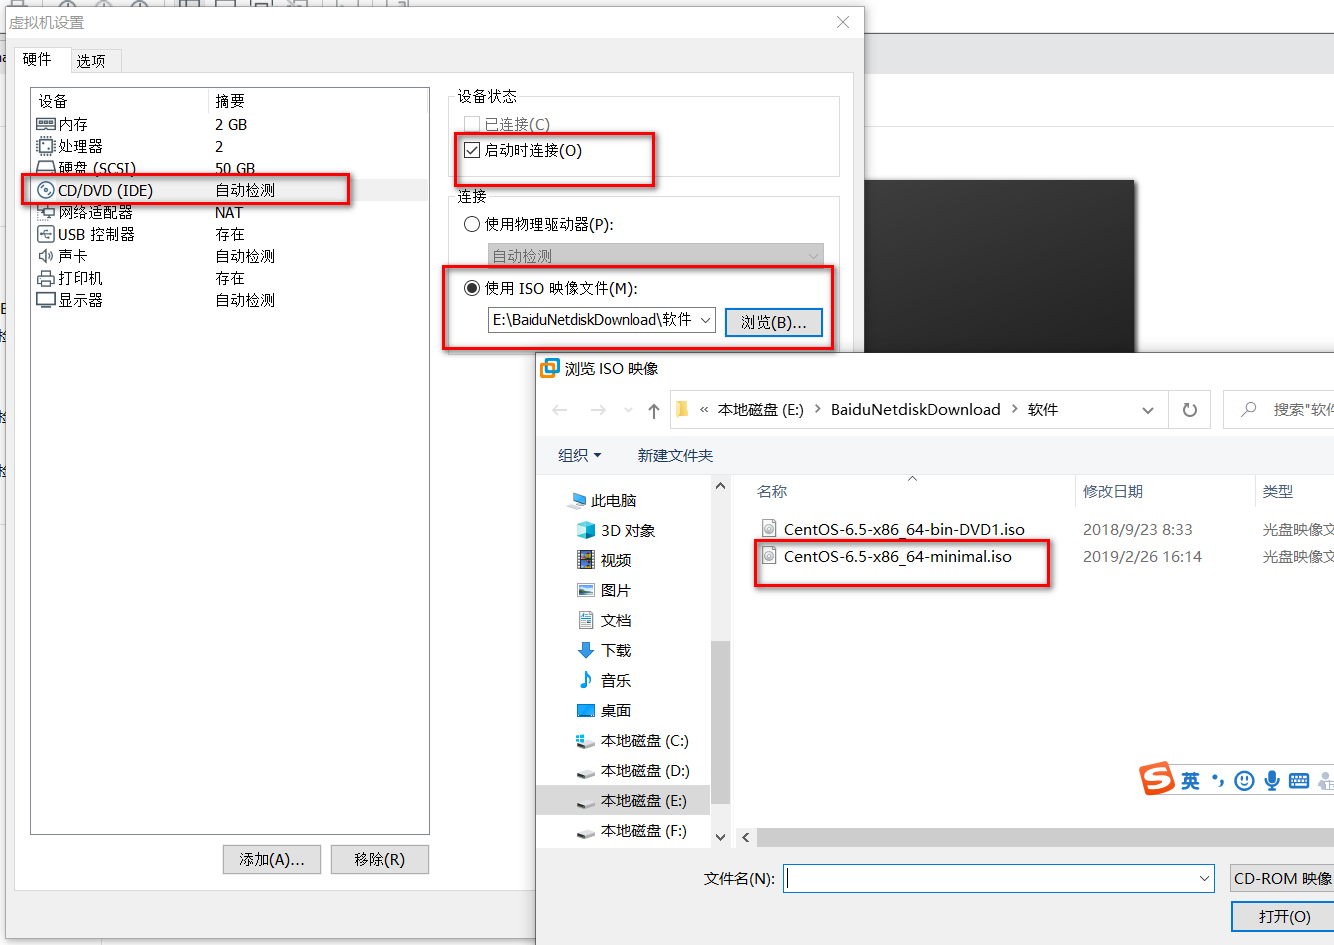 虚拟机设置
硬件 选项
设备 摘要
内存 2 GB
处理器 2
硬盘 (SCSI) 50 GB
CD/DVD (IDE) 自动检测
网络适配器 NAT
USB 控制器 存在
声卡 自动检测
打印机 存在
显示器 自动检测
添加(A)... 移除(R)
设备状态
已连接(C)
启动时连接(O)
连接
使用物理驱动器(P):
自动检测
使用 ISO 映像文件(M):
E:\BaiduNetdiskDownload\软件 浏览(B)...
浏览 ISO 映像
« 本地磁盘 (E:) › BaiduNetdiskDownload › 软件
搜索"软件
组织 新建文件夹
此电脑
3D 对象
视频
图片
文档
下载
音乐
桌面
本地磁盘 (C:)
本地磁盘 (D:)
本地磁盘 (E:)
本地磁盘 (F:)
名称 修改日期 类型
CentOS-6.5-x86_64-bin-DVD1.iso 2018/9/23 8:33 光盘映像文
CentOS-6.5-x86_64-minimal.iso 2019/2/26 16:14 光盘映像文
英
文件名(N): CD-ROM 映像
打开(O)